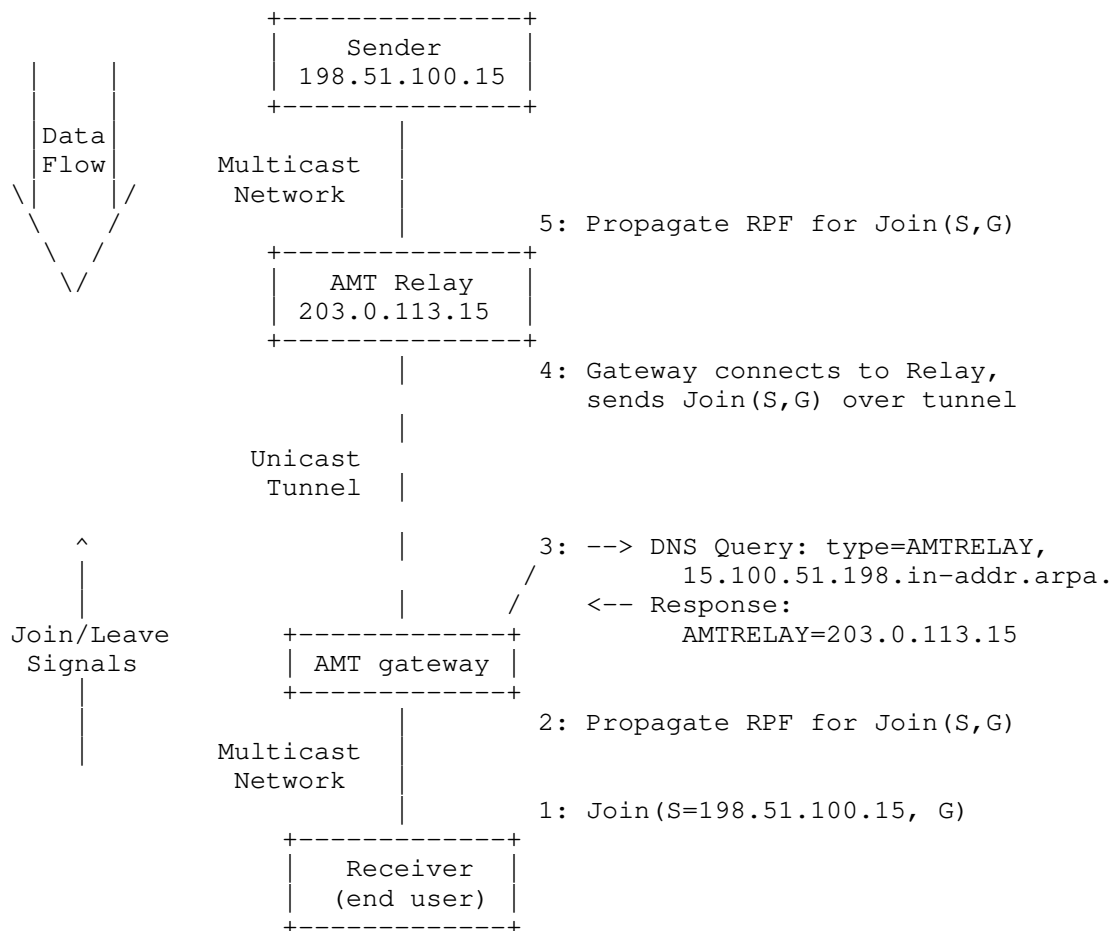 Sender
198.51.100.15
Data
Flow
Multicast
Network
5: Propagate RPF for Join(S,G)
AMT Relay
203.0.113.15
4: Gateway connects to Relay,
sends Join(S,G) over tunnel
Unicast
Tunnel
3: --> DNS Query: type=AMTRELAY,
15.100.51.198.in-addr.arpa.
<-- Response:
AMTRELAY=203.0.113.15
Join/Leave
Signals
AMT gateway
2: Propagate RPF for Join(S,G)
Multicast
Network
1: Join(S=198.51.100.15, G)
Receiver
(end user)